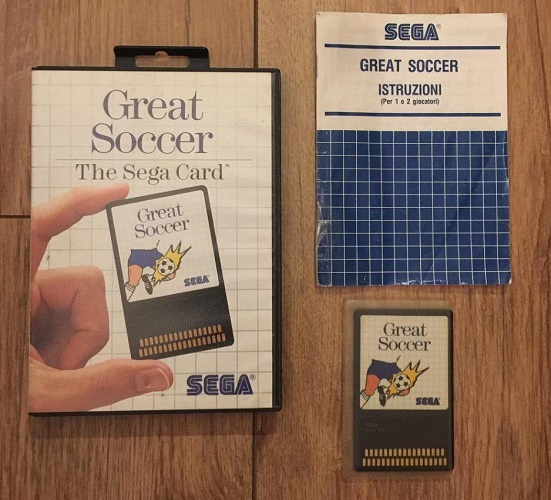 Great
Soccer
The Sega Card™
Great
Soccer
SEGA
SEGA®
SEGA®
GREAT SOCCER
ISTRUZIONI
(Per 1 o 2 giocatori)
Great
Soccer
SEGA